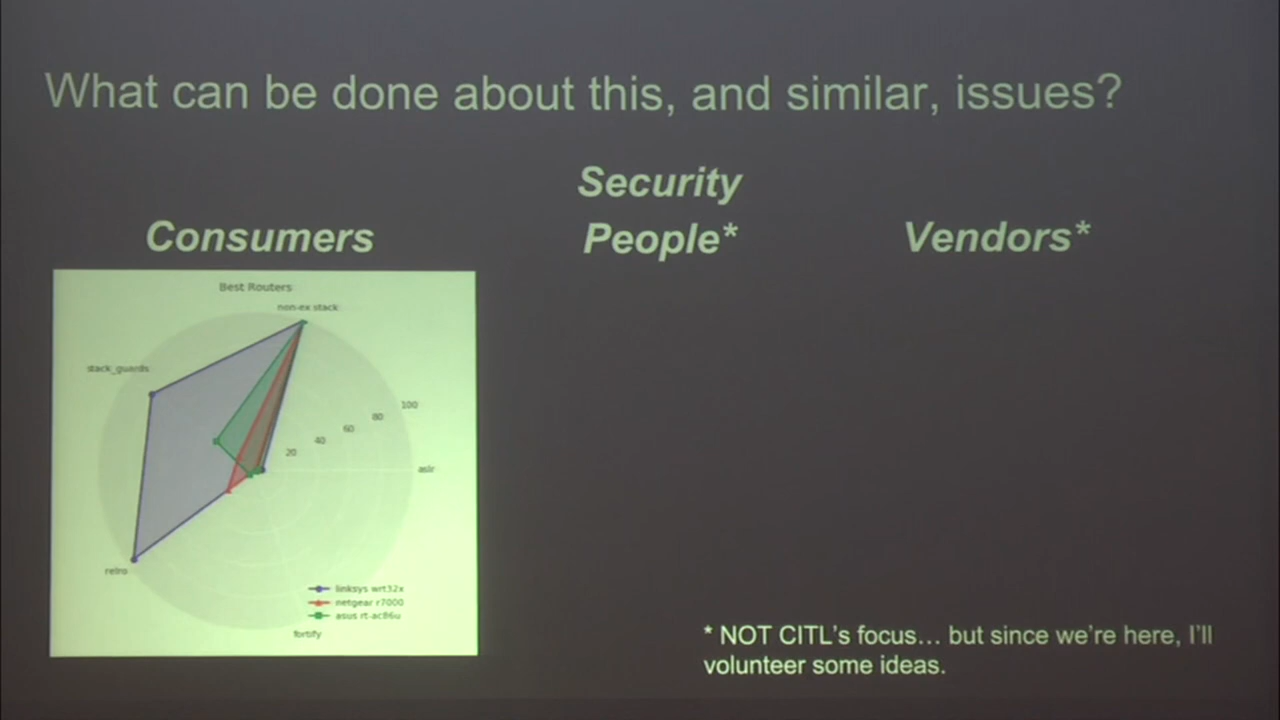 What can be done about this, and similar, issues?
Consumers
Security
People*
Vendors*
Best Routers
non-ex stack
stack_guards
100
80
60
40
20
aslr
relro
linksys wrt32x
netgear r7000
asus rt-ac86u
fortify
* NOT CITL's focus... but since we're here, I'll
volunteer some ideas.